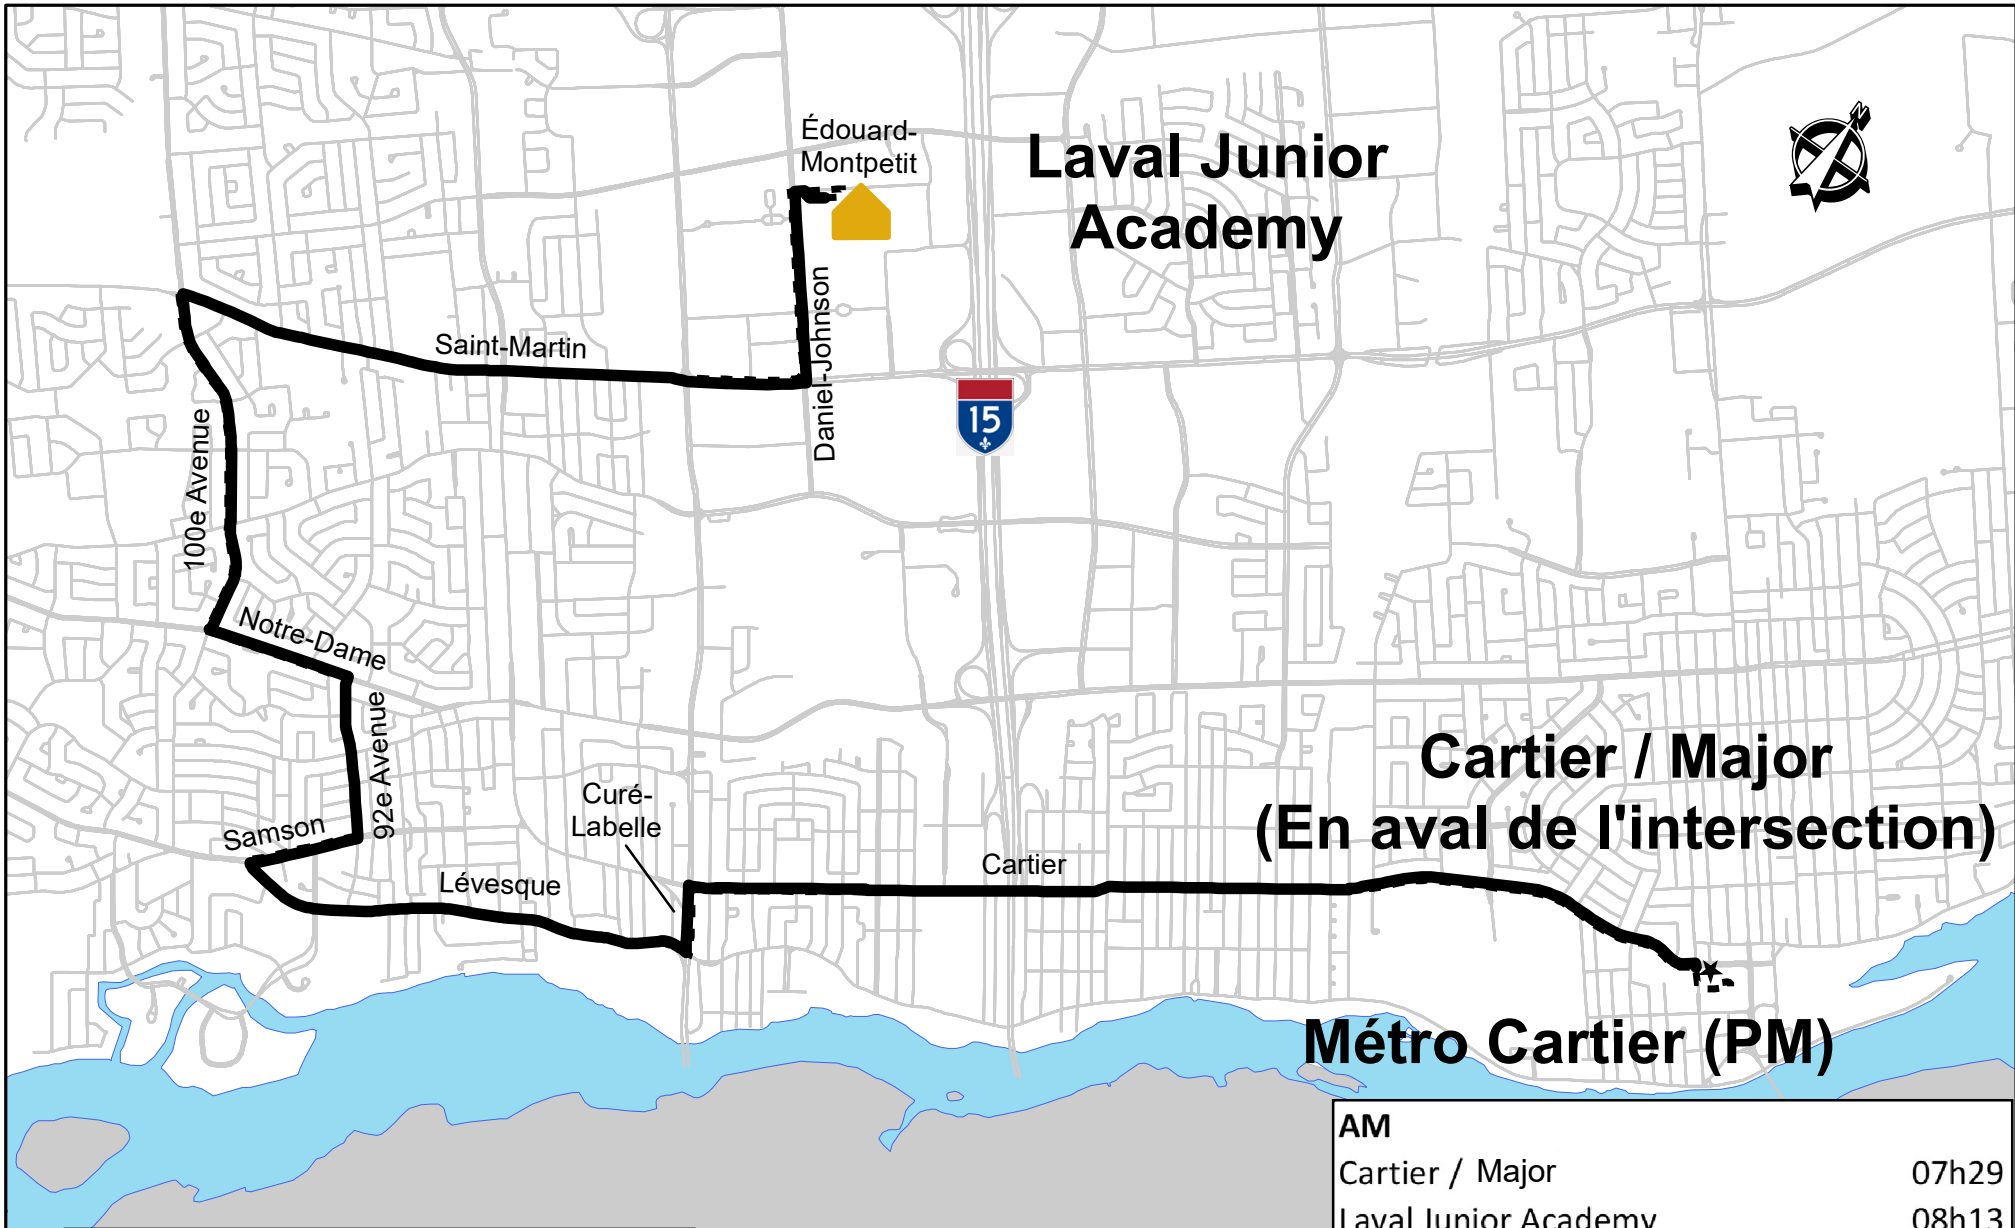 Édouard-
Montpetit
Laval Junior
Academy
N
Saint-Martin
Daniel-Johnson
15
100e Avenue
Notre-Dame
92e Avenue
Samson
Curé-
Labelle
Lévesque
Cartier
Cartier / Major
(En aval de l'intersection)
Métro Cartier (PM)
AM
Cartier / Major 07h29
Laval Junior Academy 08h13